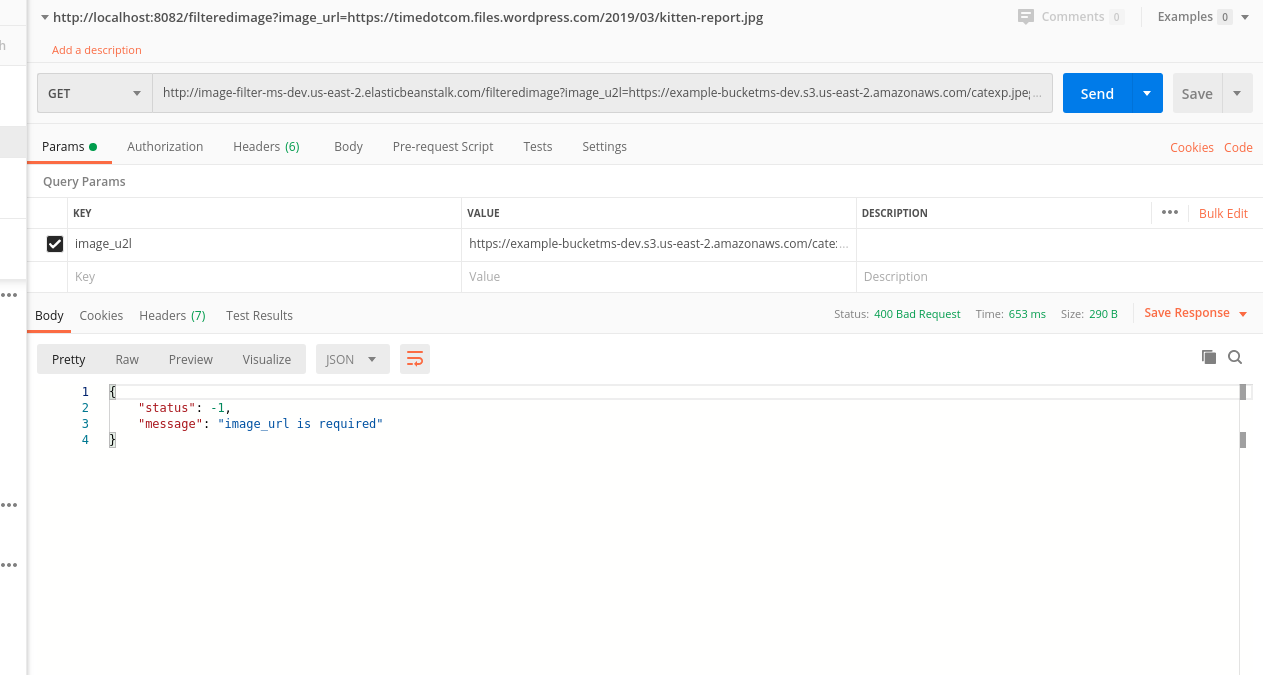 http://localhost:8082/filteredimage?image_url=https://timedotcom.files.wordpress.com/2019/03/kitten-report.jpg Comments 0 Examples 0
h
Add a description
GET http://image-filter-ms-dev.us-east-2.elasticbeanstalk.com/filteredimage?image_u2l=https://example-bucketms-dev.s3.us-east-2.amazonaws.com/catexp.jpeg... Send Save
Params Authorization Headers (6) Body Pre-request Script Tests Settings Cookies Code
Query Params
KEY VALUE DESCRIPTION ••• Bulk Edit
image_u2l https://example-bucketms-dev.s3.us-east-2.amazonaws.com/cate:...
Key Value Description
Body Cookies Headers (7) Test Results Status: 400 Bad Request Time: 653 ms Size: 290 B Save Response
Pretty Raw Preview Visualize JSON
1 {
2 "status": -1,
3 "message": "image_url is required"
4 }